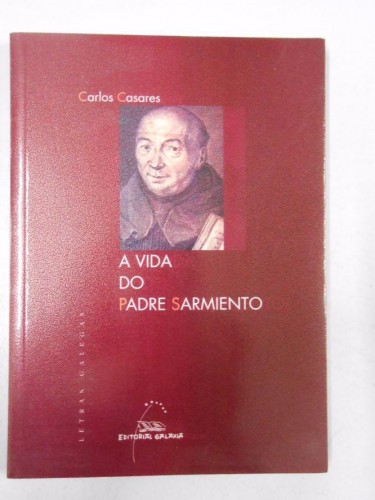 Carlos Casares
A VIDA
DO
PADRE SARMIENTO
LETRAS GALEGAS
EDITORIAL GALAXIA